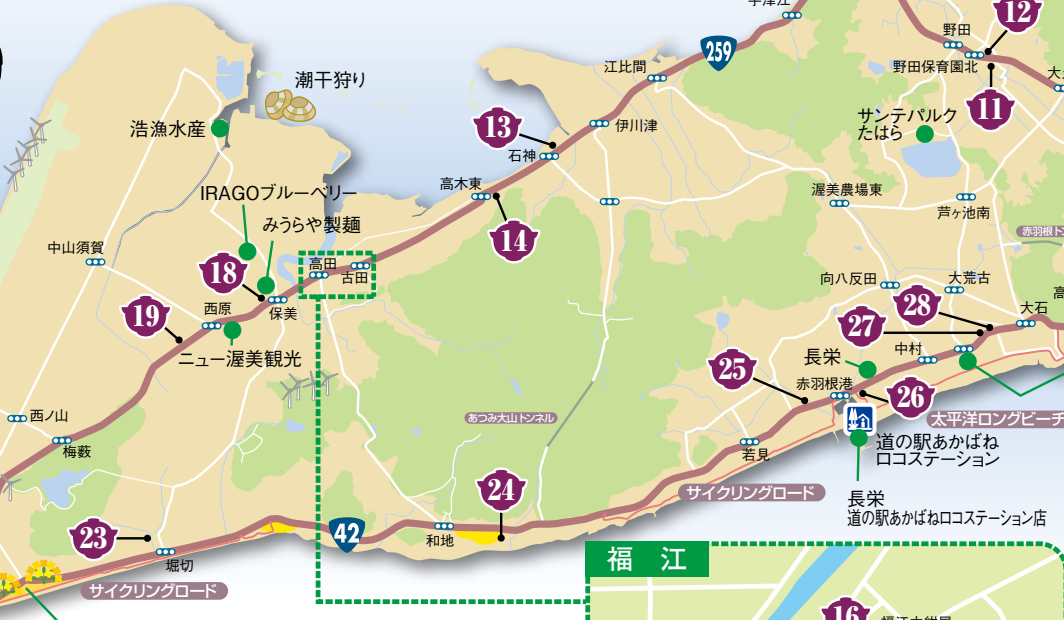 宇津江
12
野田
259
野田保育園北
江比間
大
潮干狩り
11
サンテパルク
たはら
13
伊川津
浩漁水産
石神
高木東
渥美農場東
IRAGOブルーベリー
芦ヶ池南
みうらや製麺
赤羽根ト
14
中山須賀
高田
古田
18
向八反田
大荒古
28
高
大石
保美
西原
19
27
中村
ニュー渥美観光
長栄
25
赤羽根港
26
西ノ山
あつみ大山トンネル
太平洋ロングビーチ
梅薮
若見
道の駅あかばね
ロコステーション
24
サイクリングロード
長栄
道の駅あかばねロコステーション店
42
和地
23
堀切
サイクリングロード
福江
16